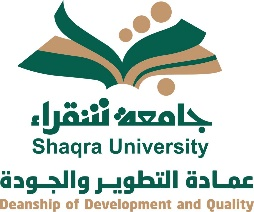 جامعة شقراء
Shaqra University
عمادة التطوير والجودة
Deanship of Development and Quality